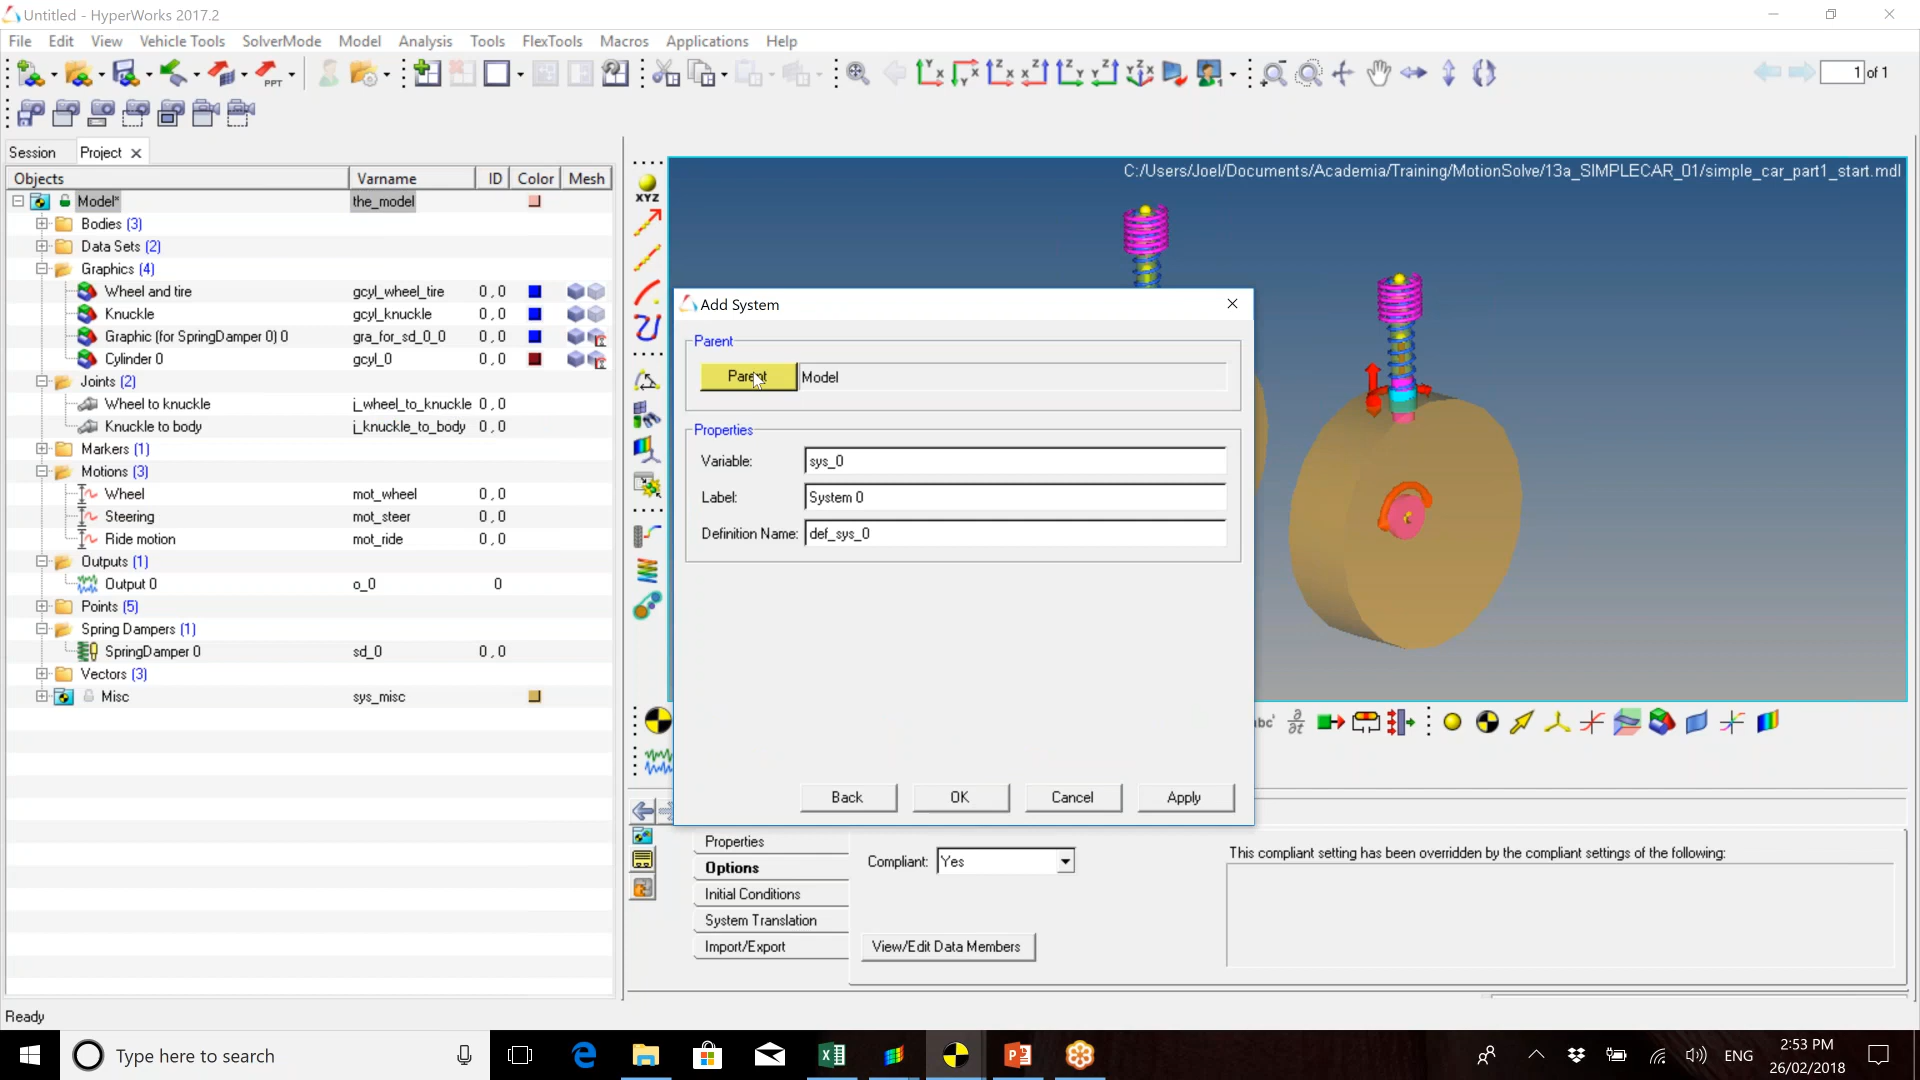 Untitled - HyperWorks 2017.2
File Edit View Vehicle Tools SolverMode Model Analysis Tools FlexTools Macros Applications Help
PPT
1 of 1
Session Project
Objects Varname ID Color Mesh
Model* the_model
Bodies (3)
Data Sets (2)
Graphics (4)
Wheel and tire gcyl_wheel_tire 0,0
Knuckle gcyl_knuckle 0,0
Graphic (for SpringDamper 0) 0 gra_for_sd_0_0 0,0
Cylinder 0 gcyl_0 0,0
Joints (2)
Wheel to knuckle j_wheel_to_knuckle 0,0
Knuckle to body j_knuckle_to_body 0,0
Markers (1)
Motions (3)
Wheel mot_wheel 0,0
Steering mot_steer 0,0
Ride motion mot_ride 0,0
Outputs (1)
Output 0 o_0 0
Points (5)
Spring Dampers (1)
SpringDamper 0 sd_0 0,0
Vectors (3)
Misc sys_misc
XYZ
C:/Users/Joel/Documents/Academia/Training/MotionSolve/13a_SIMPLECAR_01/simple_car_part1_start.mdl
Add System
Parent
Parent Model
Properties
Variable: sys_0
Label: System 0
Definition Name: def_sys_0
Back OK Cancel Apply
Properties
Options
Initial Conditions
System Translation
Import/Export
Compliant: Yes
View/Edit Data Members
This compliant setting has been overridden by the compliant settings of the following:
Ready
Type here to search
ENG
2:53 PM
26/02/2018